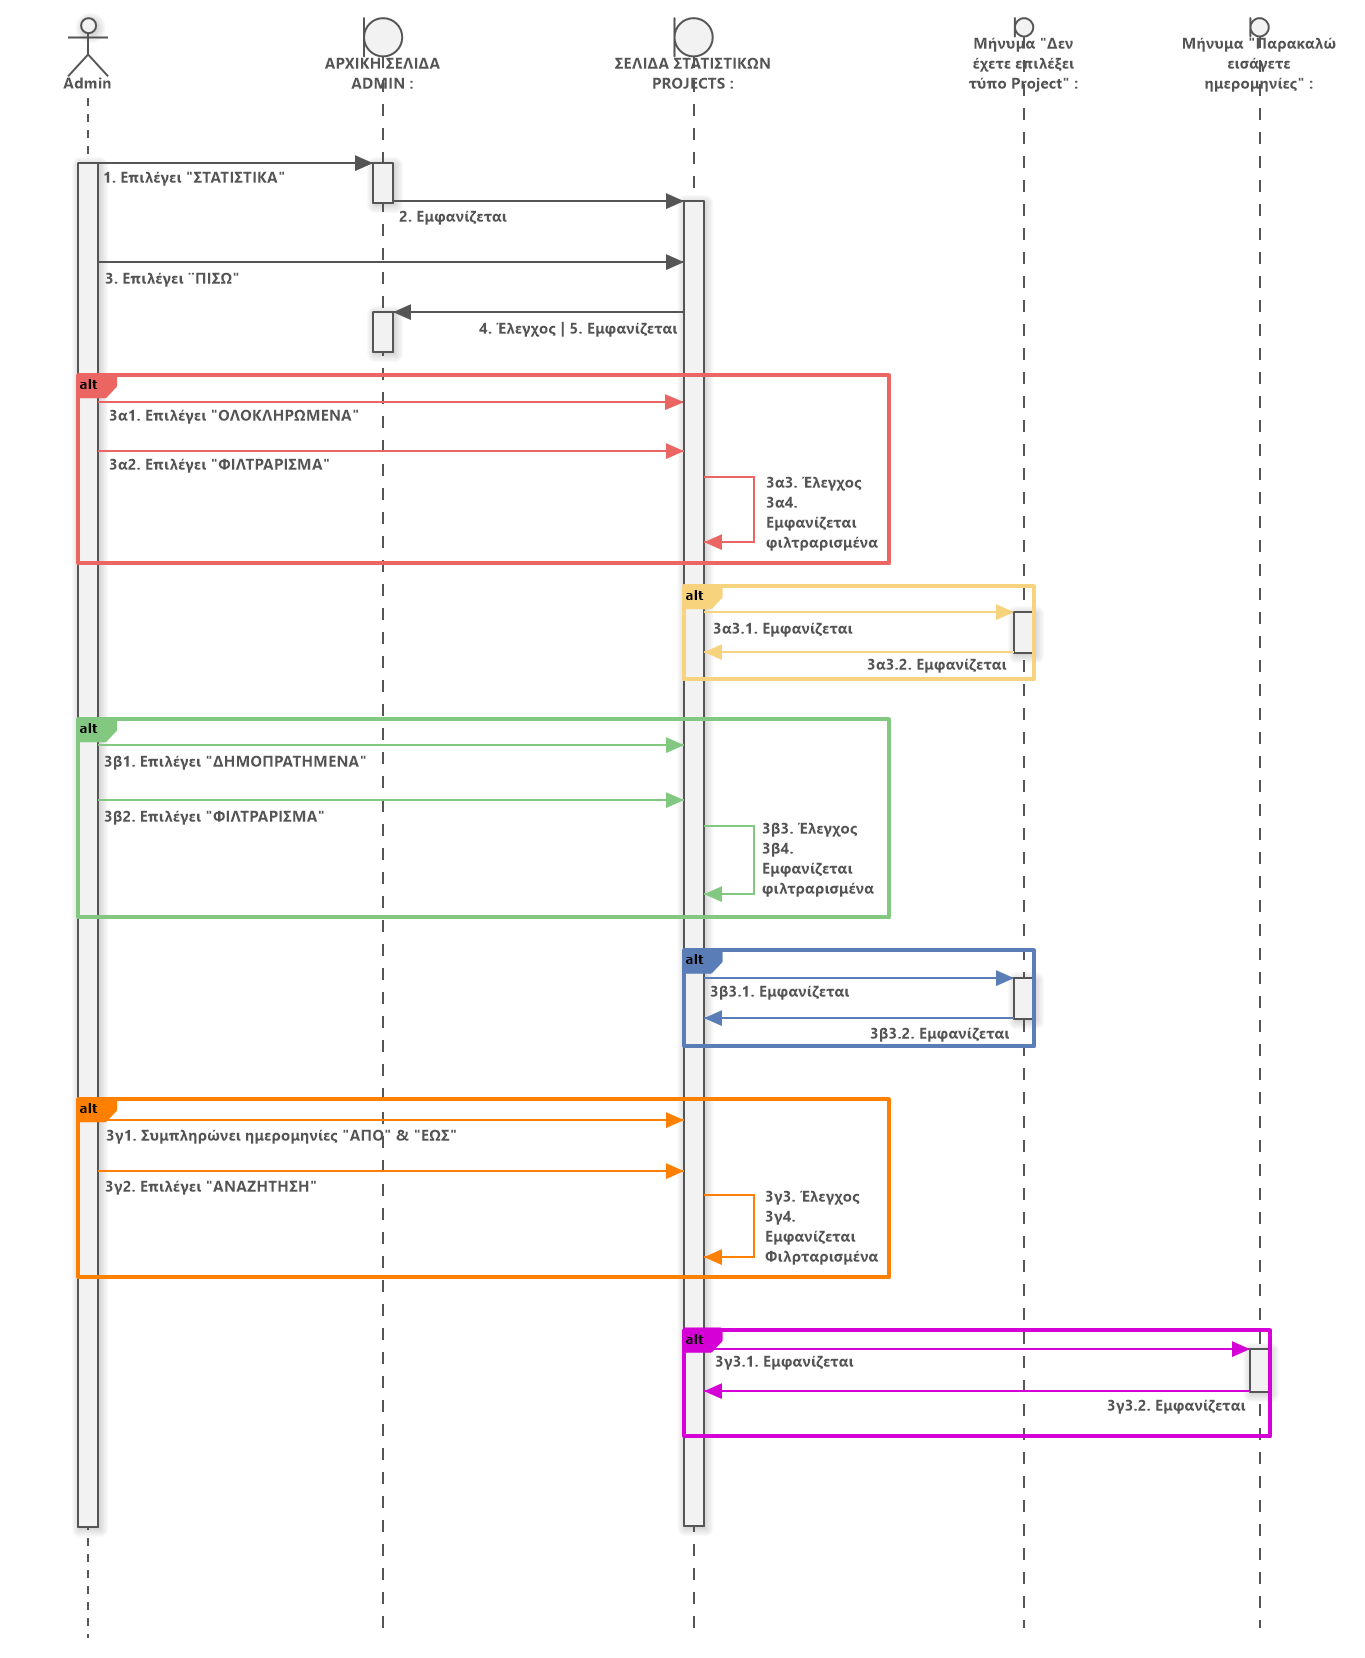 Admin
ΑΡΧΙΚΗ ΣΕΛΙΔΑ
ADMIN :
ΣΕΛΙΔΑ ΣΤΑΤΙΣΤΙΚΩΝ
PROJECTS :
Μήνυμα "Δεν
έχετε επιλέξει
τύπο Project" :
Μήνυμα "Παρακαλώ
εισάγετε
ημερομηνίες" :
1. Επιλέγει "ΣΤΑΤΙΣΤΙΚΑ"
2. Εμφανίζεται
3. Επιλέγει ¨ΠΙΣΩ"
4. Έλεγχος | 5. Εμφανίζεται
alt
3α1. Επιλέγει "ΟΛΟΚΛΗΡΩΜΕΝΑ"
3α2. Επιλέγει "ΦΙΛΤΡΑΡΙΣΜΑ"
3α3. Έλεγχος
3α4.
Εμφανίζεται
φιλτραρισμένα
alt
3α3.1. Εμφανίζεται
3α3.2. Εμφανίζεται
alt
3β1. Επιλέγει "ΔΗΜΟΠΡΑΤΗΜΕΝΑ"
3β2. Επιλέγει "ΦΙΛΤΡΑΡΙΣΜΑ"
3β3. Έλεγχος
3β4.
Εμφανίζεται
φιλτραρισμένα
alt
3β3.1. Εμφανίζεται
3β3.2. Εμφανίζεται
alt
3γ1. Συμπληρώνει ημερομηνίες "ΑΠΟ" & "ΕΩΣ"
3γ2. Επιλέγει "ΑΝΑΖΗΤΗΣΗ"
3γ3. Έλεγχος
3γ4.
Εμφανίζεται
Φιλρταρισμένα
alt
3γ3.1. Εμφανίζεται
3γ3.2. Εμφανίζεται